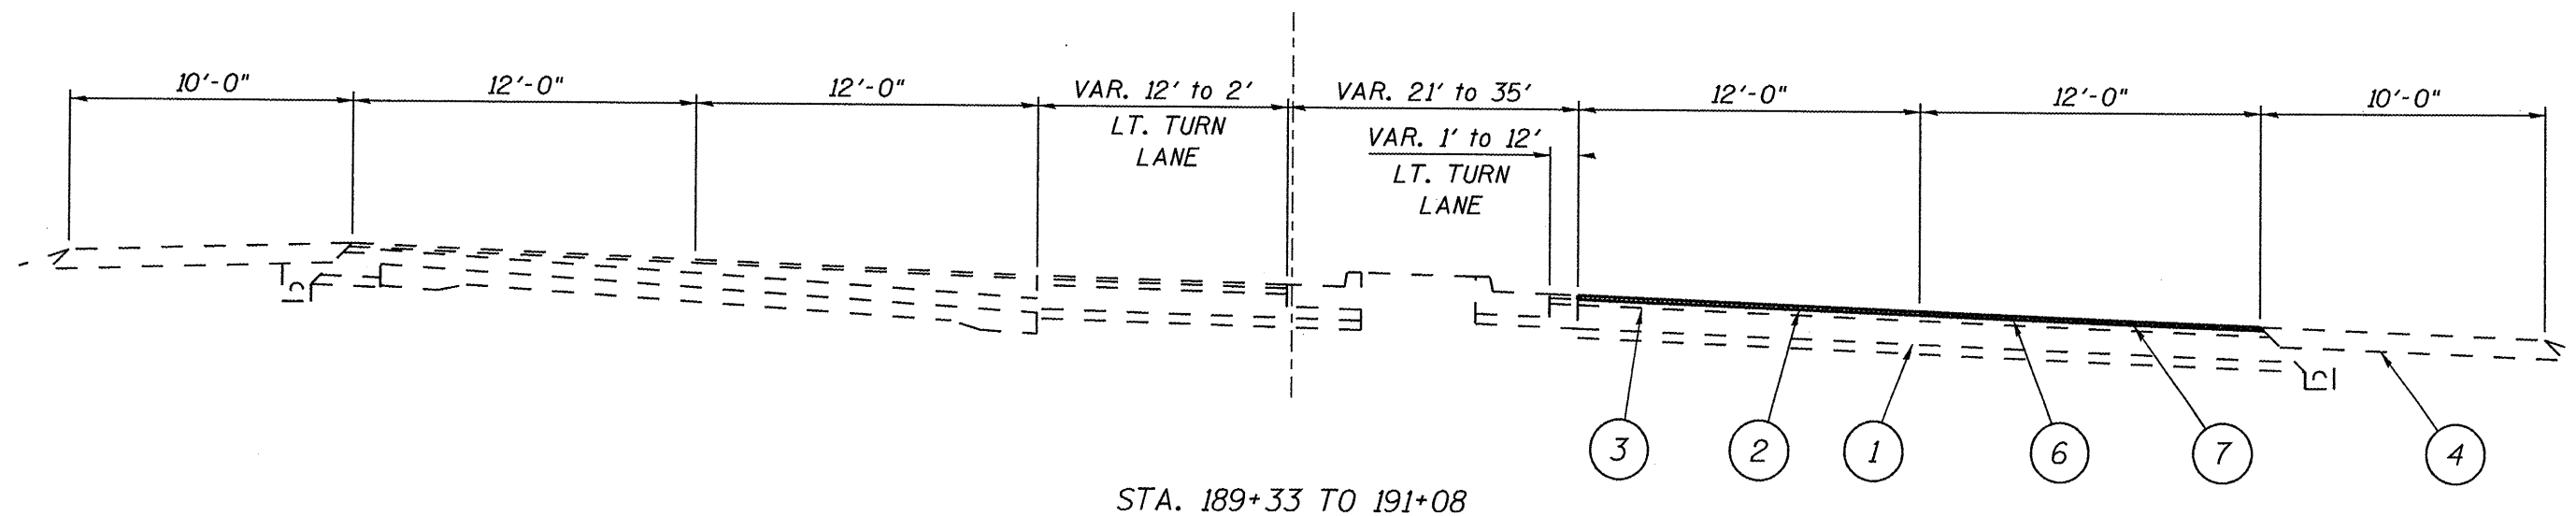 10'-0"
12'-0"
12'-0"
VAR. 12' to 2'
LT. TURN
LANE
VAR. 21' to 35'
VAR. 1' to 12'
LT. TURN
LANE
12'-0"
12'-0"
10'-0"
3
2
1
6
7
4
STA. 189+33 TO 191+08